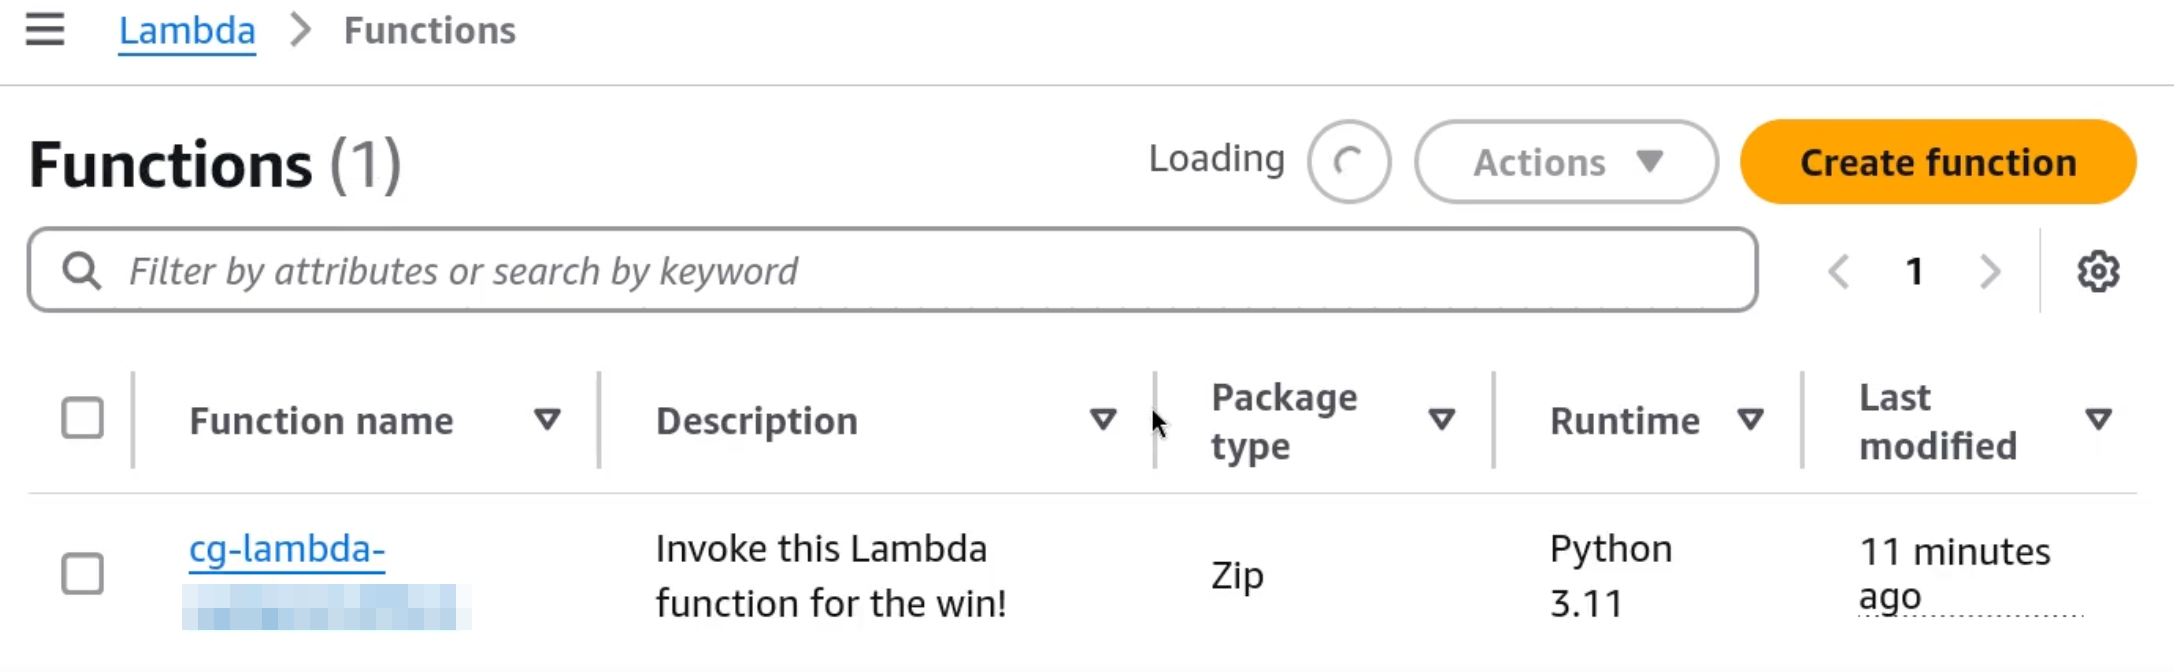 Lambda > Functions
Functions (1)
Loading
Actions
Create function
Filter by attributes or search by keyword
1
Function name
Description
Package
type
Runtime
Last
modified
cg-lambda-
Invoke this Lambda
function for the win!
Zip
Python
3.11
11 minutes
ago